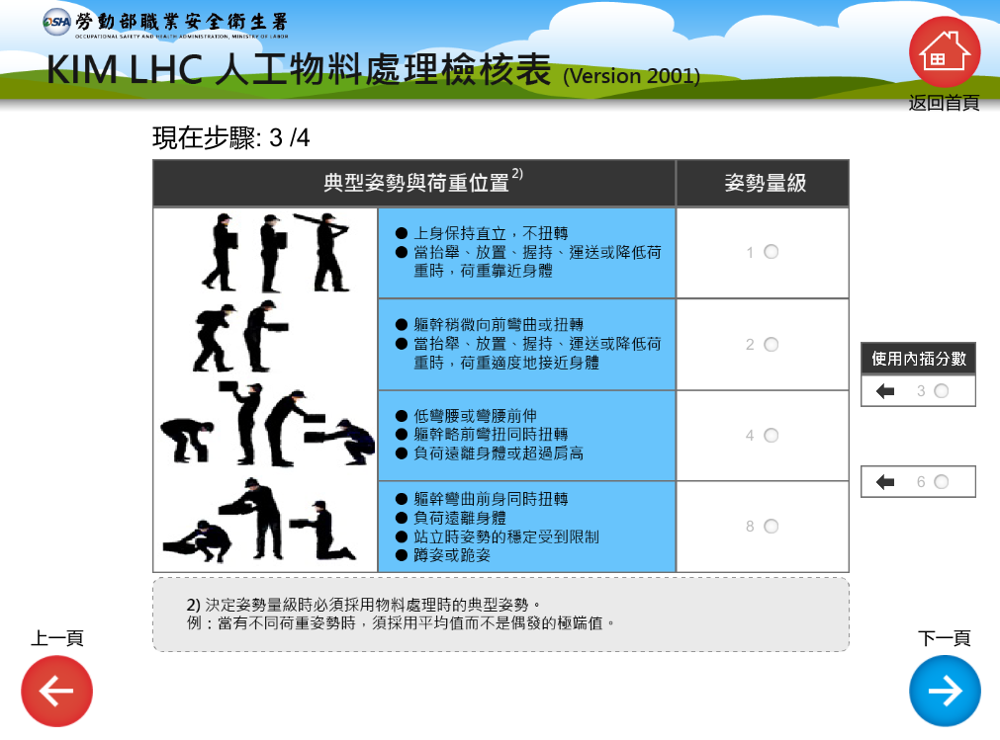 OSHA 勞動部職業安全衛生署
OCCUPATIONAL SAFETY AND HEALTH ADMINISTRATION, MINISTRY OF LABOR
KIM LHC 人工物料處理檢核表 (Version 2001)
返回首頁
現在步驟: 3 /4
典型姿勢與荷重位置2)
姿勢量級
● 上身保持直立，不扭轉
● 當抬舉、放置、握持、運送或降低荷
重時，荷重靠近身體
1
● 軀幹稍微向前彎曲或扭轉
● 當抬舉、放置、握持、運送或降低荷
重時，荷重適度地接近身體
2
使用內插分數
3
● 低彎腰或彎腰前伸
● 軀幹略前彎扭同時扭轉
● 負荷遠離身體或超過肩高
4
6
● 軀幹彎曲前身同時扭轉
● 負荷遠離身體
● 站立時姿勢的穩定受到限制
● 蹲姿或跪姿
8
2) 決定姿勢量級時必須採用物料處理時的典型姿勢。
例：當有不同荷重姿勢時，須採用平均值而不是偶發的極端值。
上一頁
下一頁